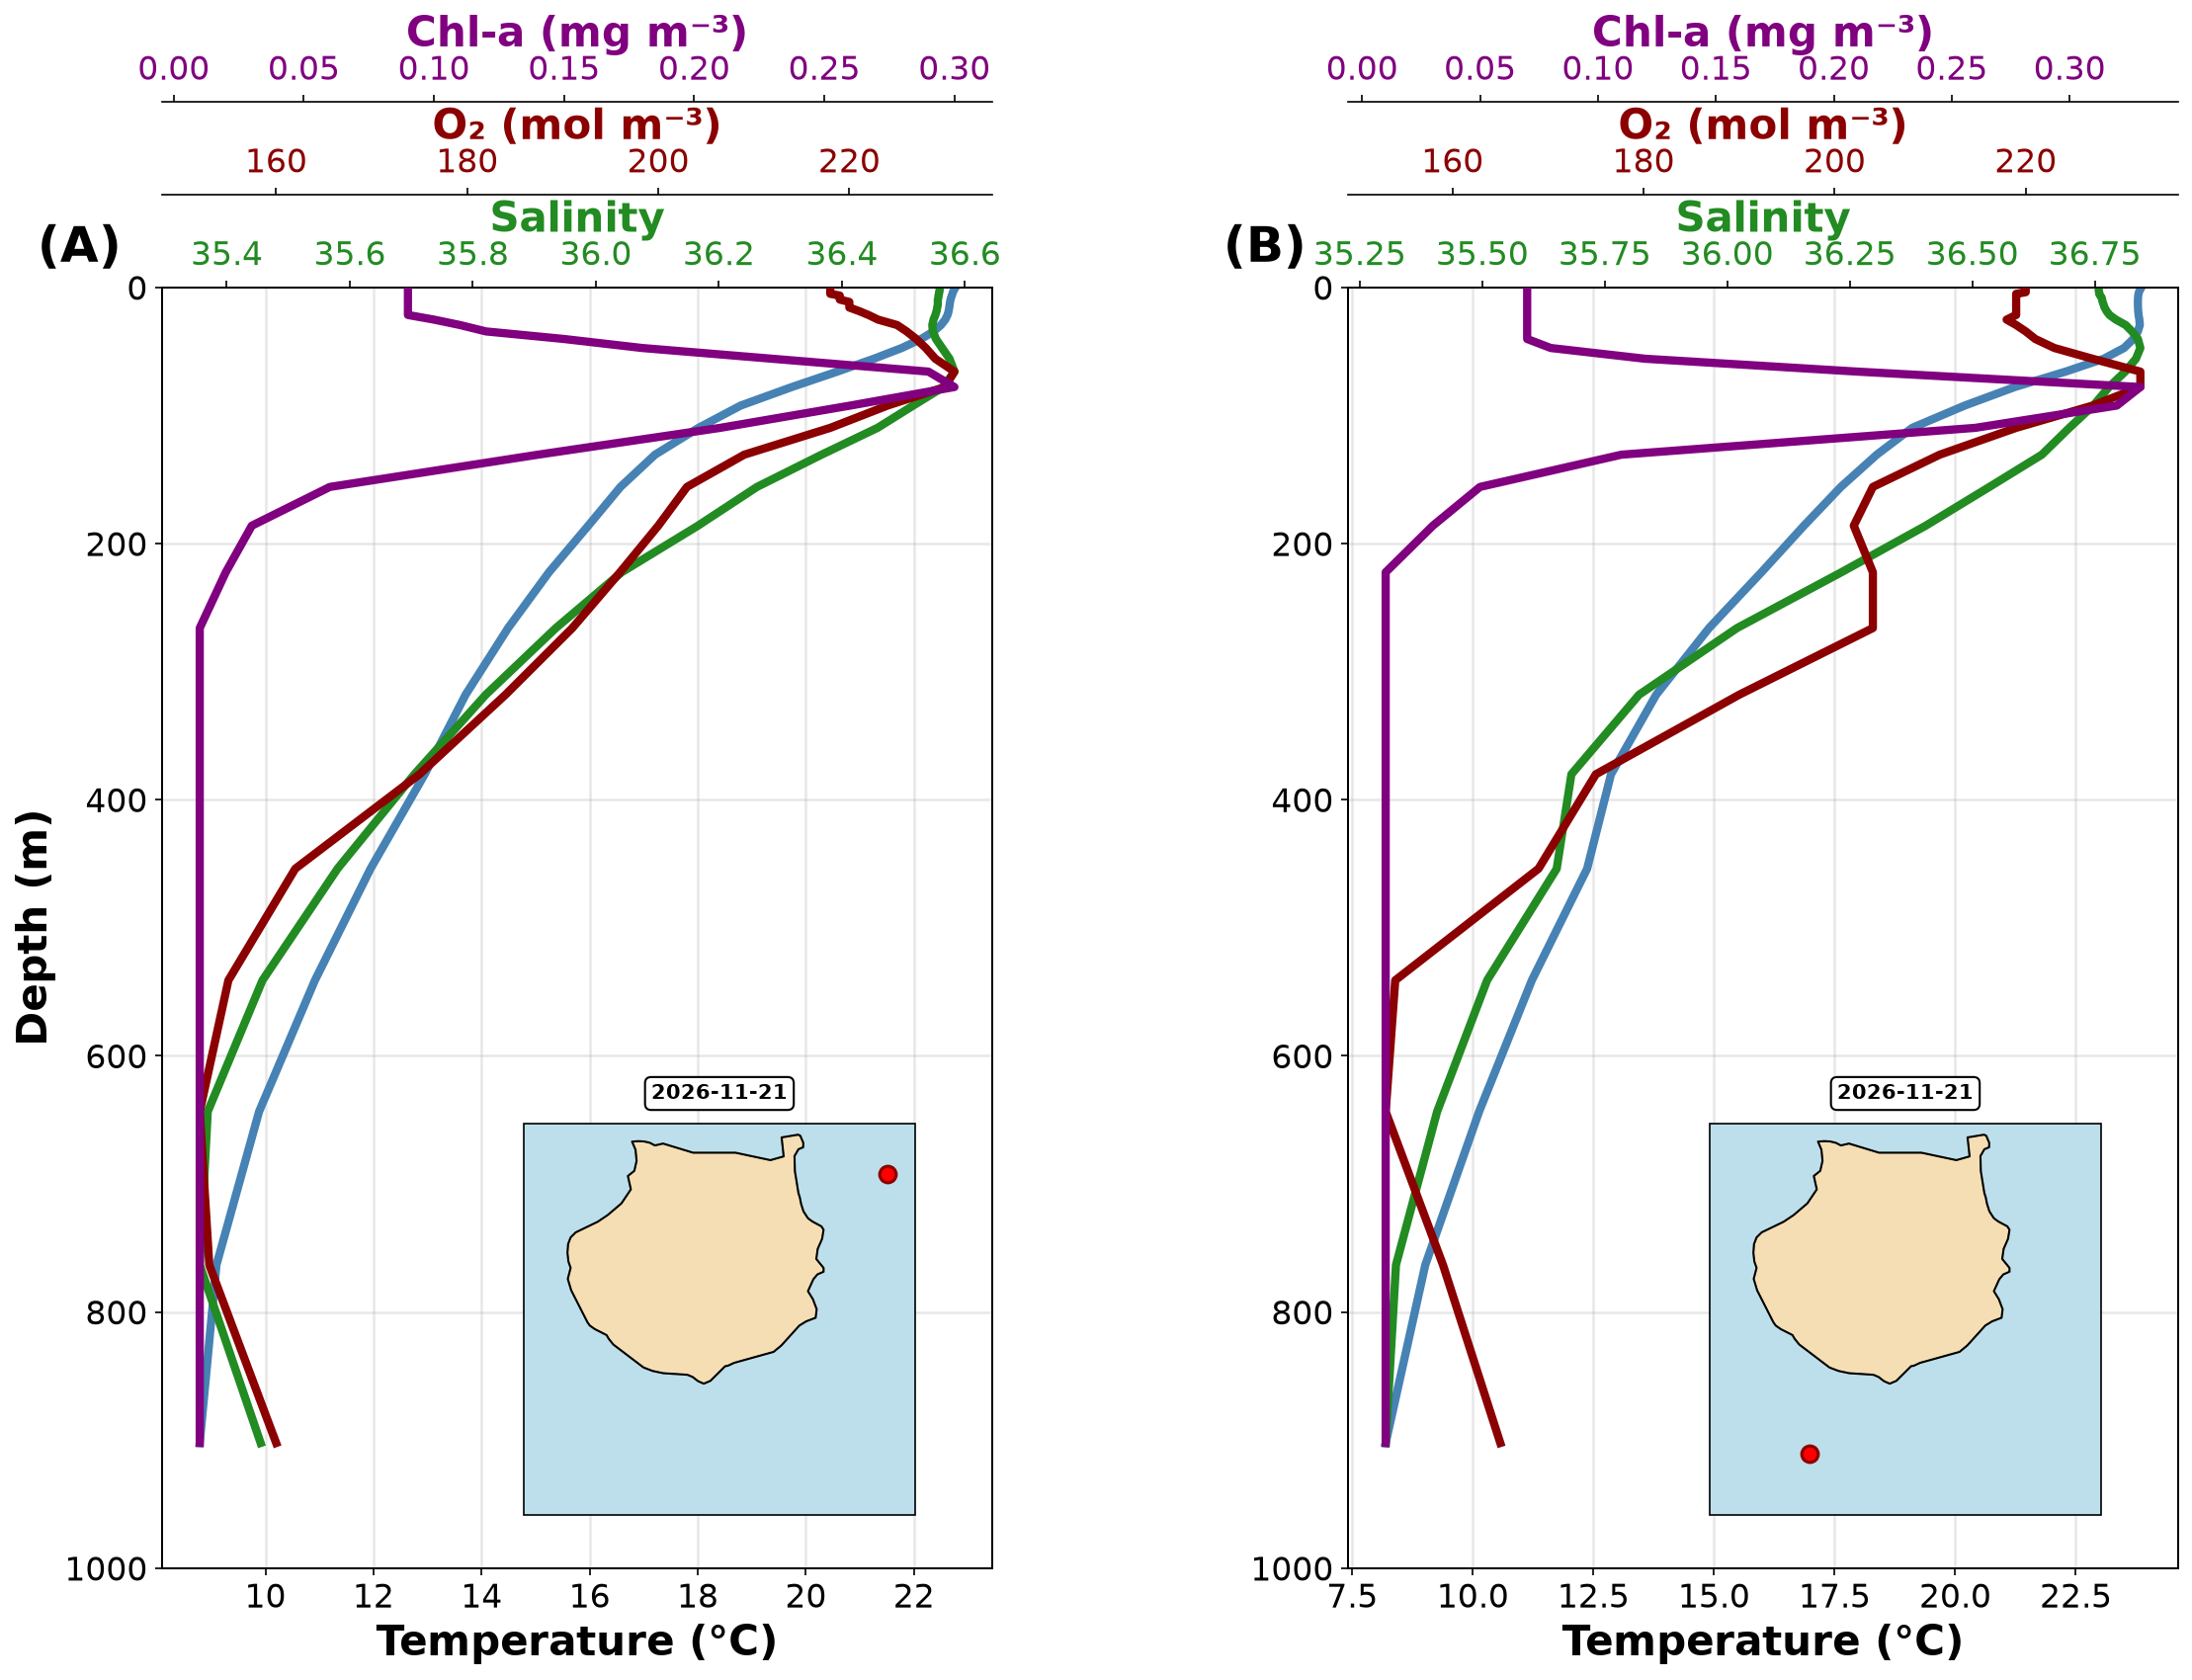 Chl-a (mg m⁻³)
0.00 0.05 0.10 0.15 0.20 0.25 0.30
O₂ (mol m⁻³)
160 180 200 220
Salinity
(A)
35.4 35.6 35.8 36.0 36.2 36.4 36.6
0
200
400
600
800
1000
Depth (m)
2026-11-21
10 12 14 16 18 20 22
Temperature (°C)
Chl-a (mg m⁻³)
0.00 0.05 0.10 0.15 0.20 0.25 0.30
O₂ (mol m⁻³)
160 180 200 220
Salinity
(B)
35.25 35.50 35.75 36.00 36.25 36.50 36.75
0
200
400
600
800
1000
2026-11-21
7.5 10.0 12.5 15.0 17.5 20.0 22.5
Temperature (°C)